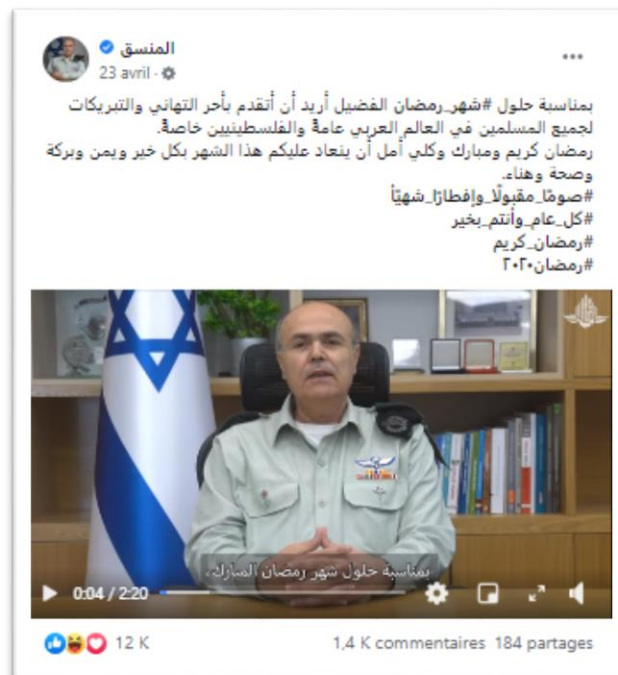 المنسق
23 avril
بمناسبة حلول #شهر_رمضان الفضيل أريد أن أتقدم بأحر التهاني والتبريكات
لجميع المسلمين في العالم العربي عامةً والفلسطينيين خاصةً.
رمضان كريم ومبارك وكلي أمل أن ينعاد عليكم هذا الشهر بكل خير ويمن وبركة
وصحة وهناء.
#صومًا_مقبولًا_وإفطارًا_شهيًأ
#كل_عام_وأنتم_بخير
#رمضان_كريم
#رمضان٢٠٢٠
بمناسبة حلول شهر رمضان المبارك،
0:04 / 2:20
12 K
1,4 K commentaires 184 partages